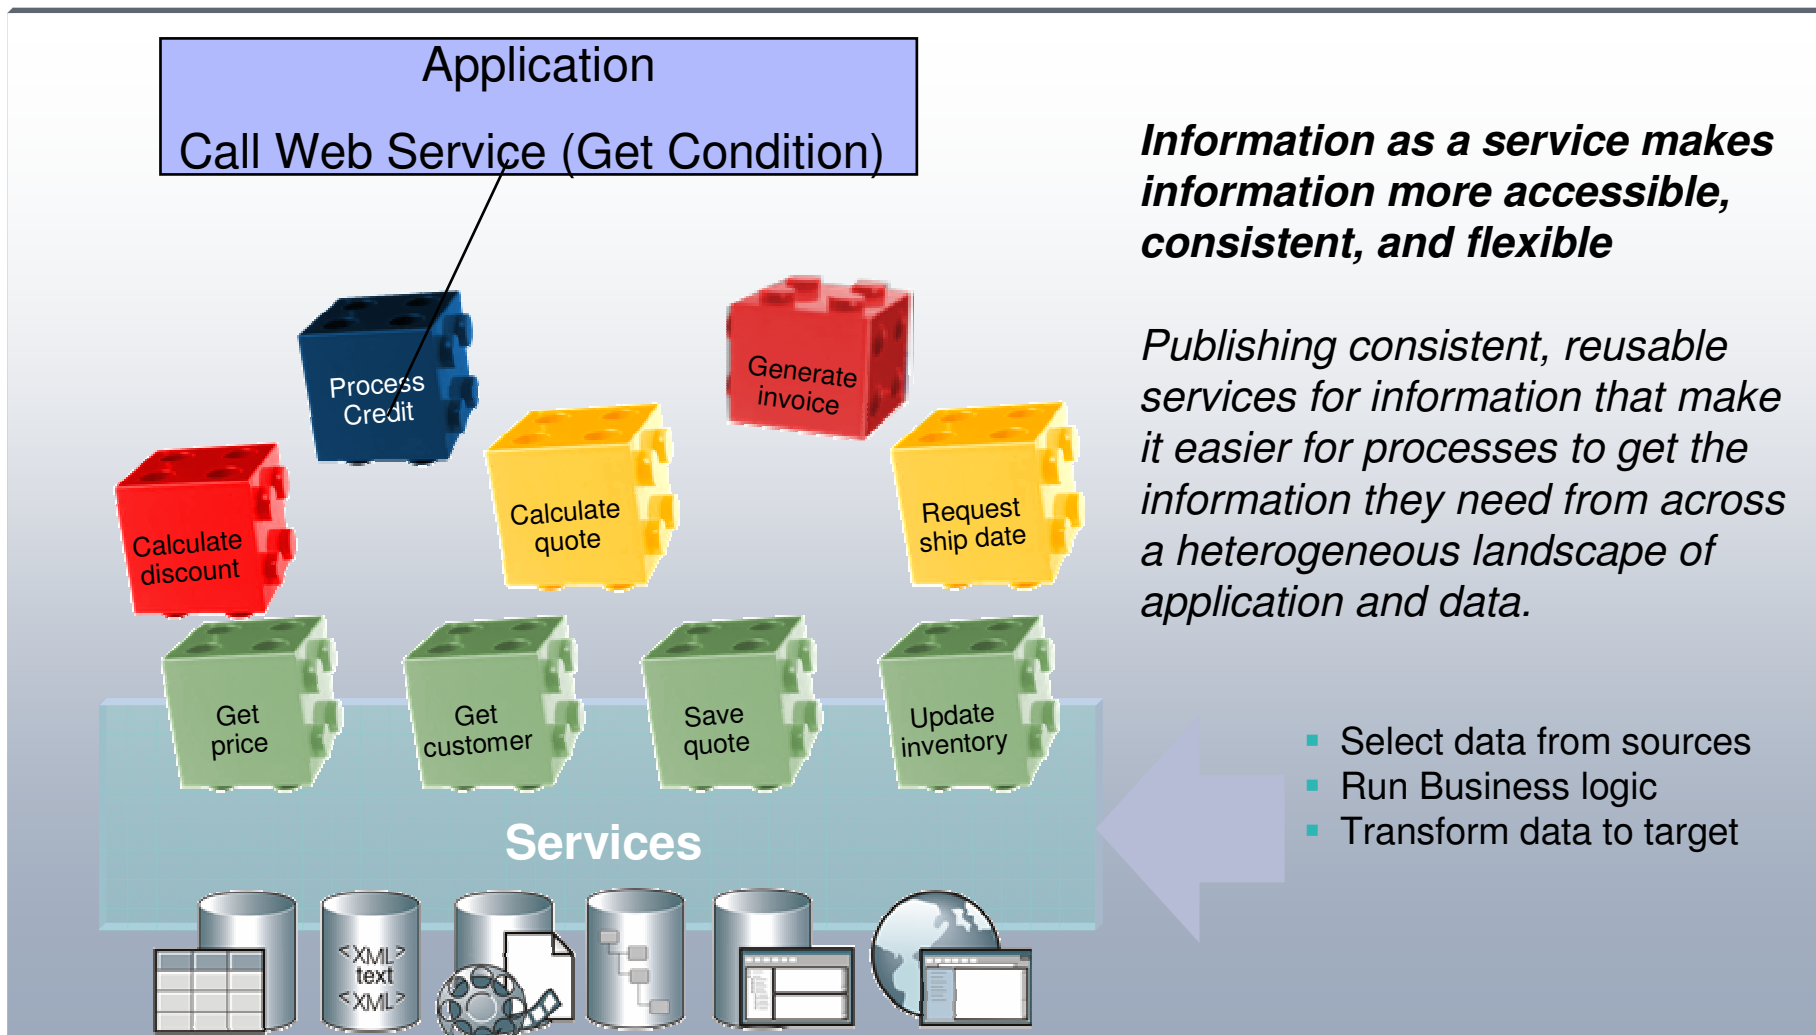 Application
Call Web Service (Get Condition)
Information as a service makes
information more accessible,
consistent, and flexible
Publishing consistent, reusable
services for information that make
it easier for processes to get the
information they need from across
a heterogeneous landscape of
application and data.
Process
Credit
Generate
invoice
Calculate
discount
Calculate
quote
Request
ship date
Get
price
Get
customer
Save
quote
Update
inventory
▪ Select data from sources
▪ Run Business logic
▪ Transform data to target
Services
<XML>
text
<XML>